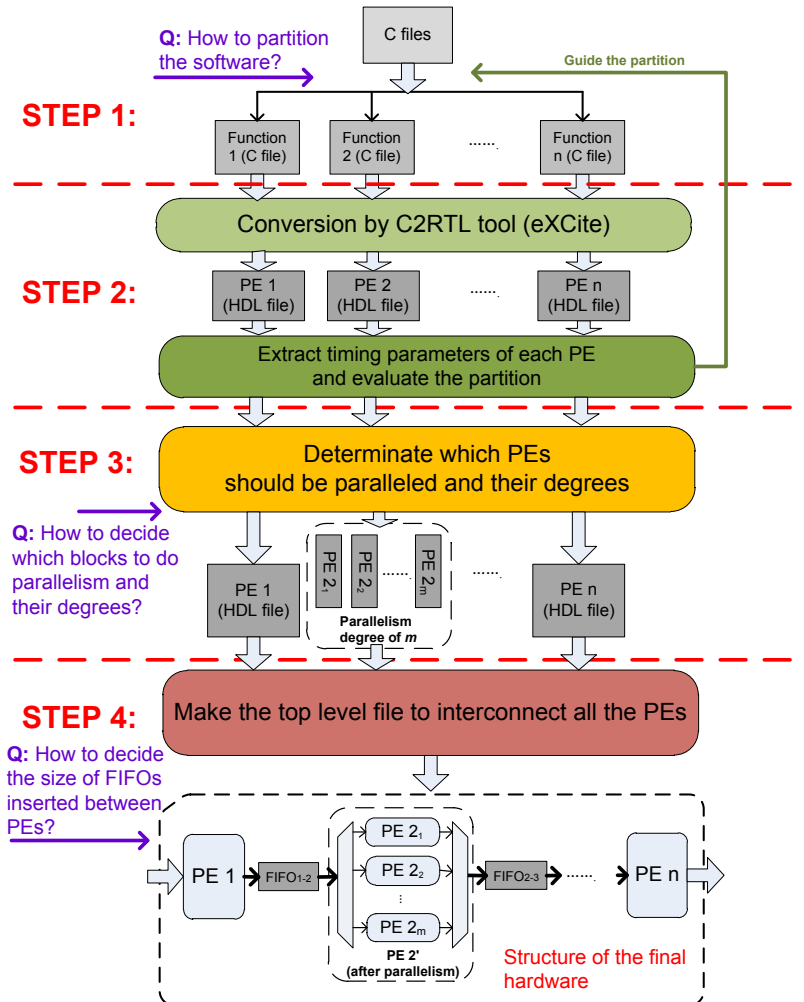 C files
Q: How to partition
the software?
Guide the partition
STEP 1:
Function
1 (C file)
Function
2 (C file)
.......
Function
n (C file)
Conversion by C2RTL tool (eXCite)
STEP 2:
PE 1
(HDL file)
PE 2
(HDL file)
.......
PE n
(HDL file)
Extract timing parameters of each PE
and evaluate the partition
STEP 3:
Determinate which PEs
should be paralleled and their degrees
Q: How to decide
which blocks to do
parallelism and
their degrees?
PE 1
(HDL file)
PE 2₁
PE 2₂
.......
PE 2m
Parallelism
degree of m
.......
PE n
(HDL file)
STEP 4:
Make the top level file to interconnect all the PEs
Q: How to decide
the size of FIFOs
inserted between
PEs?
PE 1
FIFO1-2
PE 2₁
PE 2₂
...
PE 2m
PE 2'
(after parallelism)
FIFO2-3
.......
PE n
Structure of the final
hardware